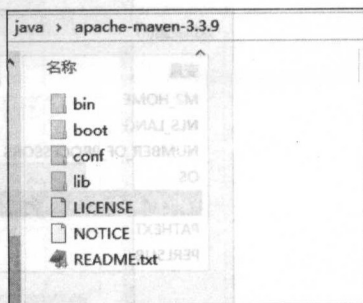 java › apache-maven-3.3.9
名称
bin
boot
conf
lib
LICENSE
NOTICE
README.txt